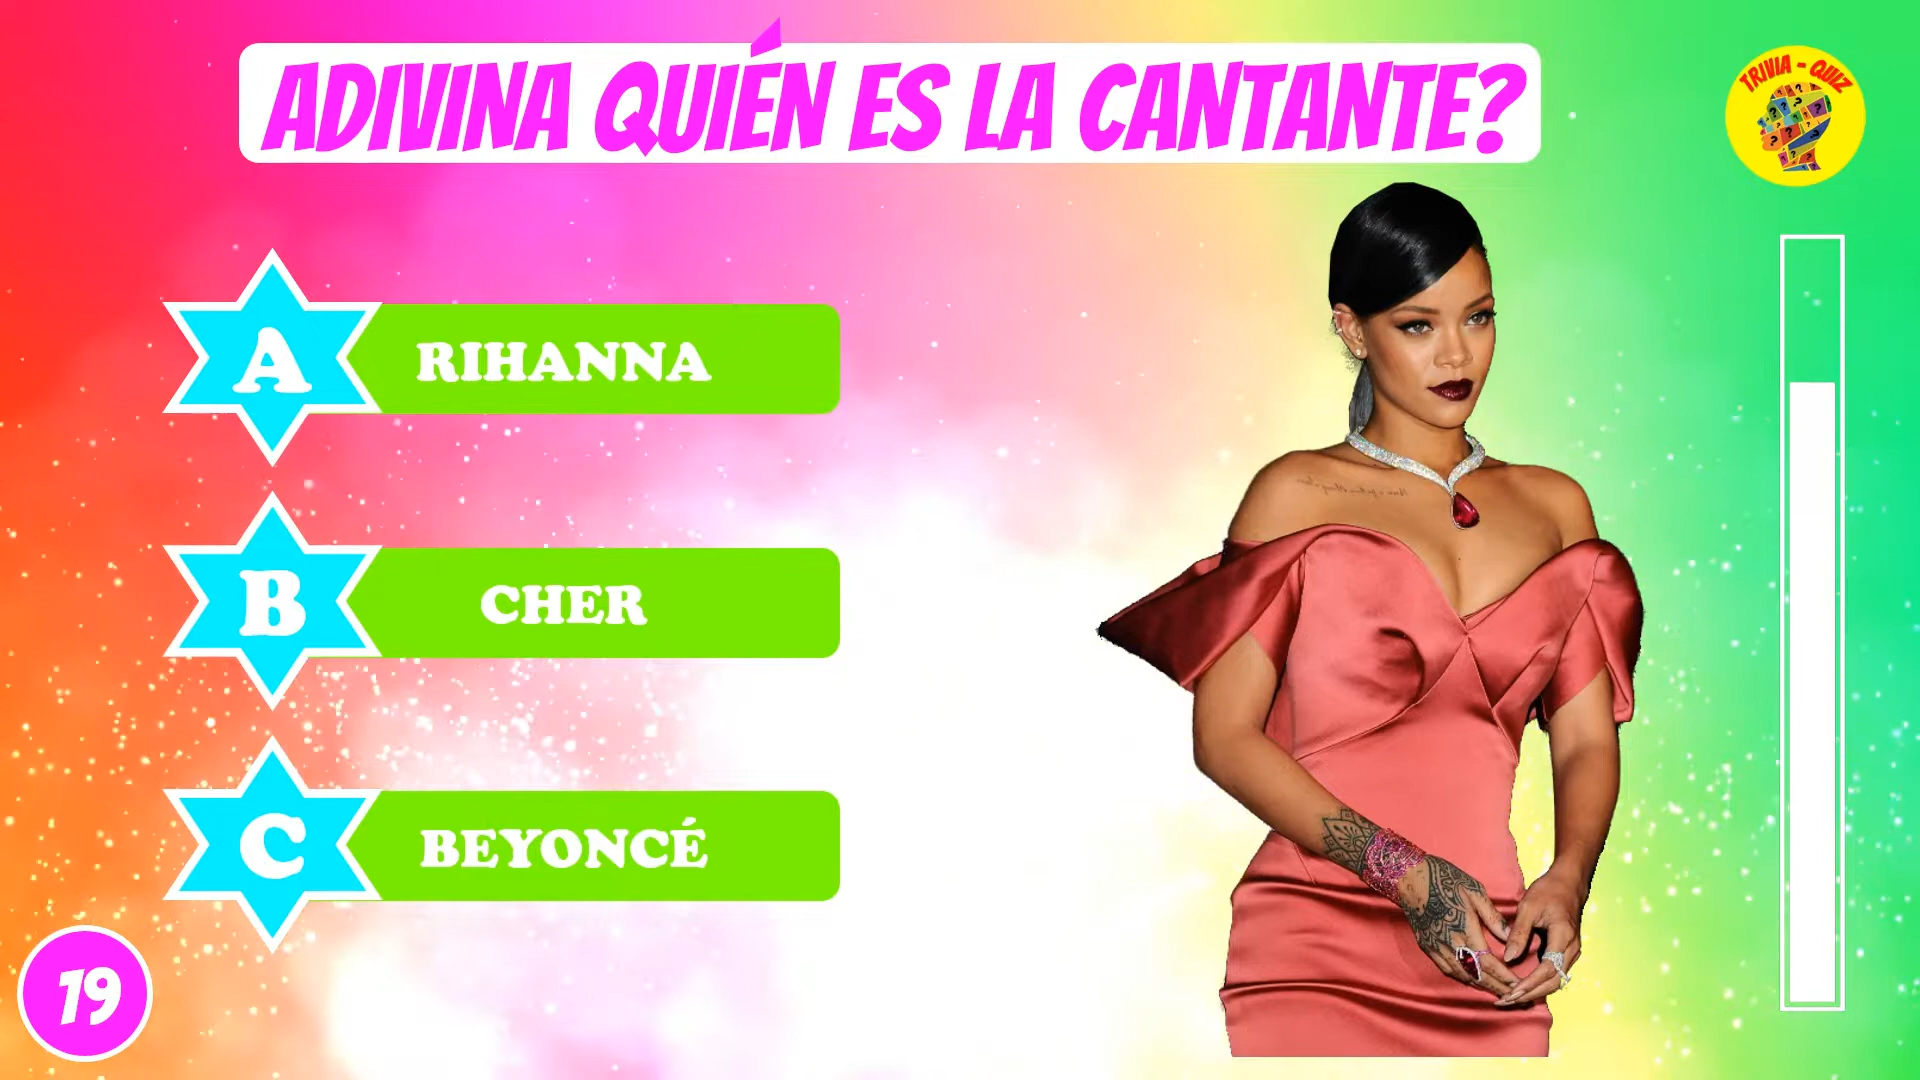 ADIVINA QUIÉN ES LA CANTANTE?
TRIVIA - QUIZ
A RIHANNA
B CHER
C BEYONCÉ
19